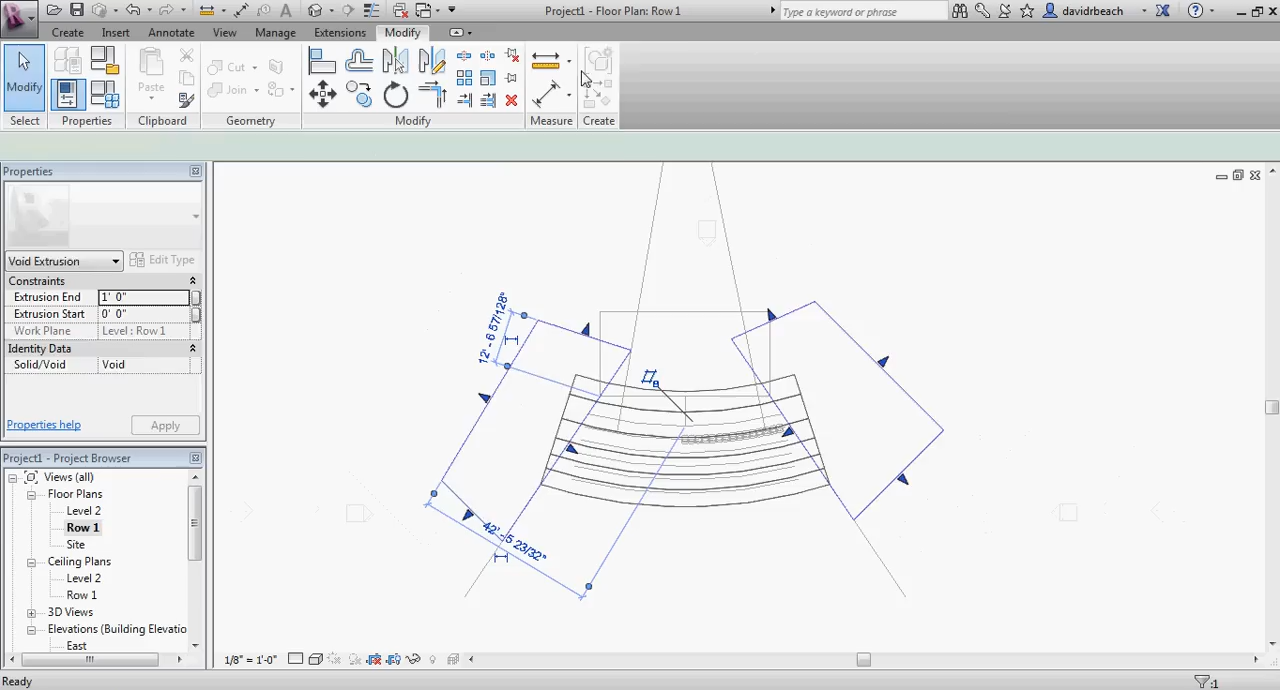 Project1 - Floor Plan: Row 1
Type a keyword or phrase
davidrbeach
Create Insert Annotate View Manage Extensions Modify
Modify
Paste
Cut
Join
Select Properties Clipboard Geometry Modify Measure Create
Properties
Void Extrusion
Edit Type
Constraints
Extrusion End 1' 0"
Extrusion Start 0' 0"
Work Plane Level : Row 1
Identity Data
Solid/Void Void
Properties help
Apply
Project1 - Project Browser
Views (all)
Floor Plans
Level 2
Row 1
Site
Ceiling Plans
Level 2
Row 1
3D Views
Elevations (Building Elevatio
East
12' - 6 57/128"
42' - 5 23/32"
1/8" = 1'-0"
Ready
:1